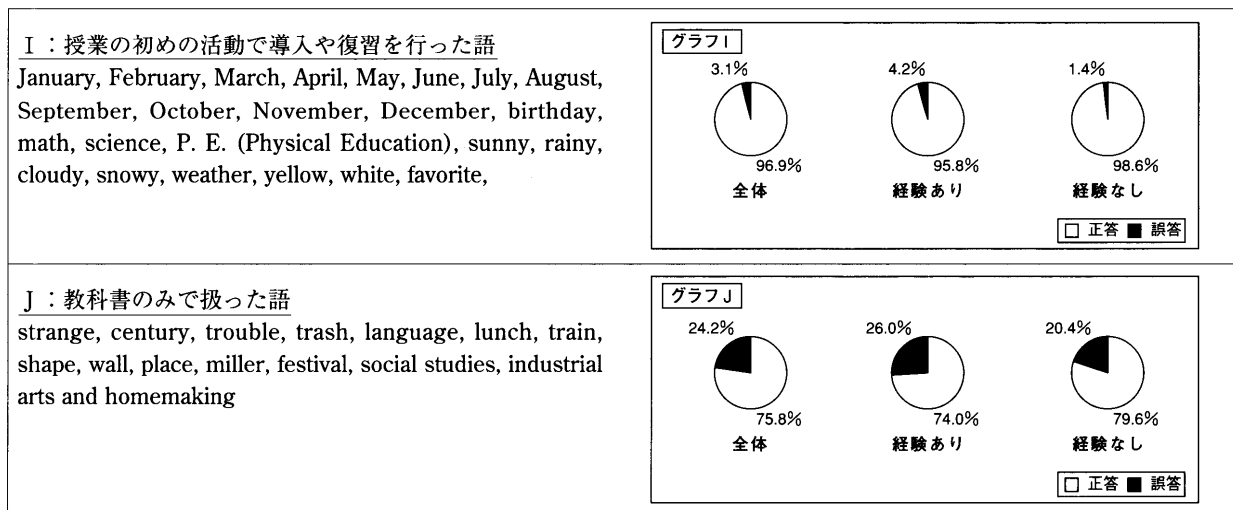 I：授業の初めの活動で導入や復習を行った語
January, February, March, April, May, June, July, August,
September, October, November, December, birthday,
math, science, P. E. (Physical Education), sunny, rainy,
cloudy, snowy, weather, yellow, white, favorite,
グラフI
3.1% 4.2% 1.4%
96.9% 95.8% 98.6%
全体 経験あり 経験なし
□ 正答 ■ 誤答
J：教科書のみで扱った語
strange, century, trouble, trash, language, lunch, train,
shape, wall, place, miller, festival, social studies, industrial
arts and homemaking
グラフJ
24.2% 26.0% 20.4%
75.8% 74.0% 79.6%
全体 経験あり 経験なし
□ 正答 ■ 誤答